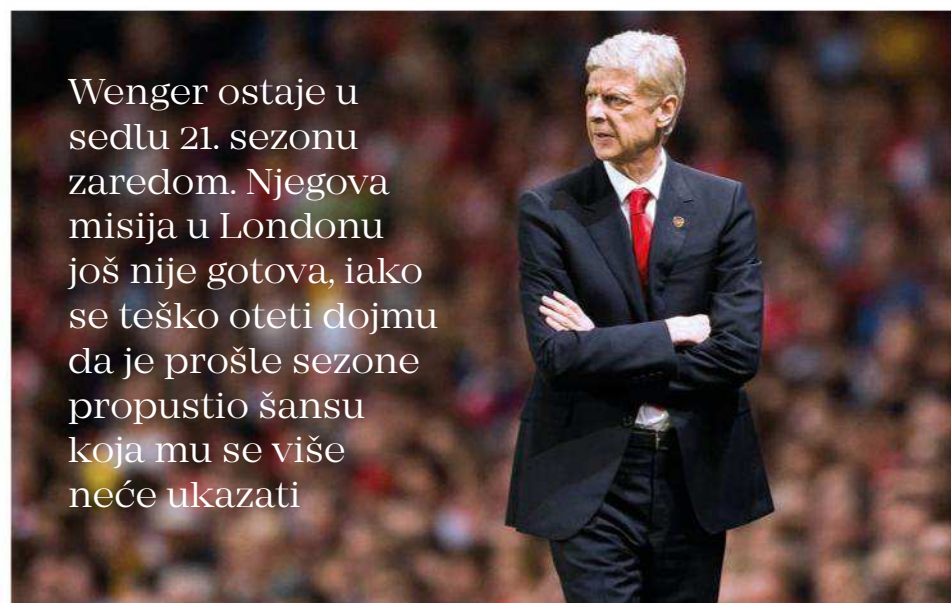 Wenger ostaje u
sedlu 21. sezonu
zaredom. Njegova
misija u Londonu
još nije gotova, iako
se teško oteti dojmu
da je prošle sezone
propustio šansu
koja mu se više
neće ukazati